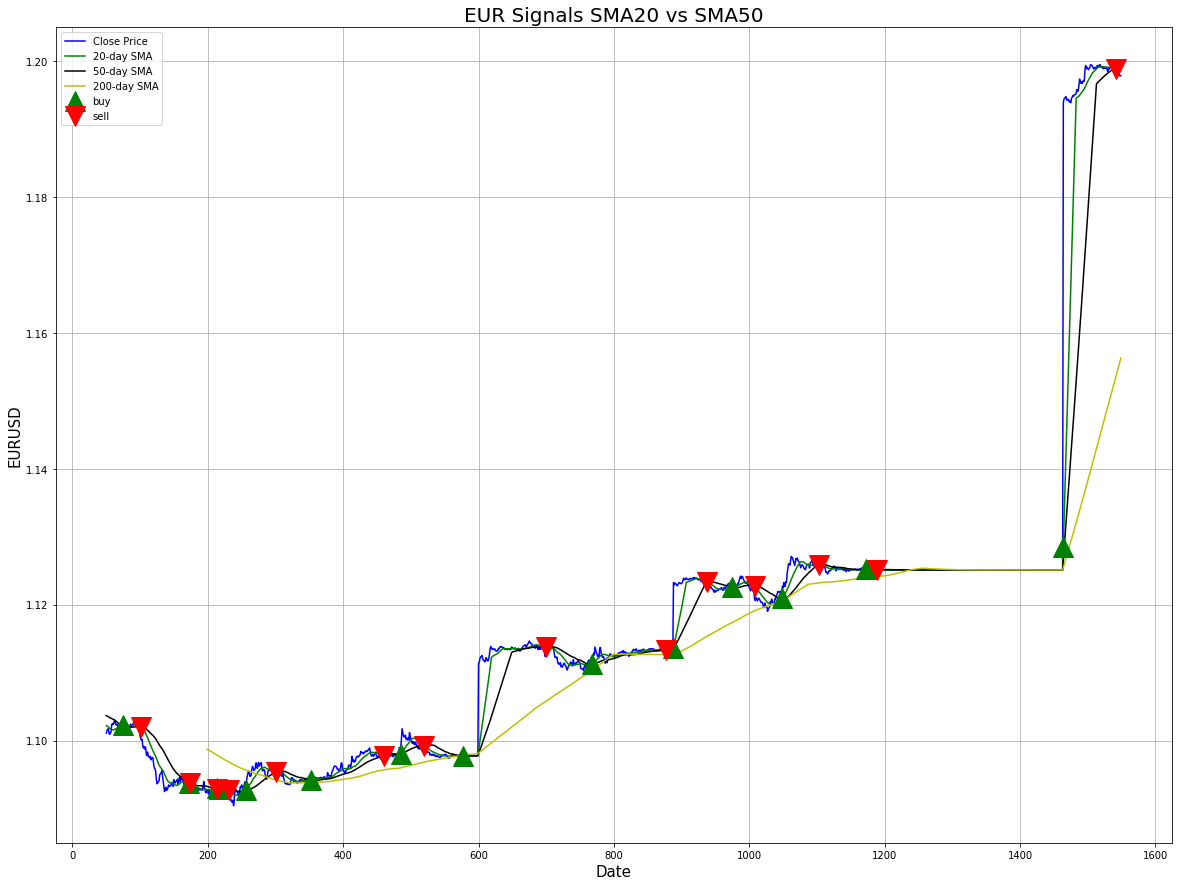 EUR Signals SMA20 vs SMA50
Close Price
20-day SMA
50-day SMA
200-day SMA
buy
sell
1.20
1.18
1.16
1.14
1.12
1.10
EURUSD
0 200 400 600 800 1000 1200 1400 1600
Date